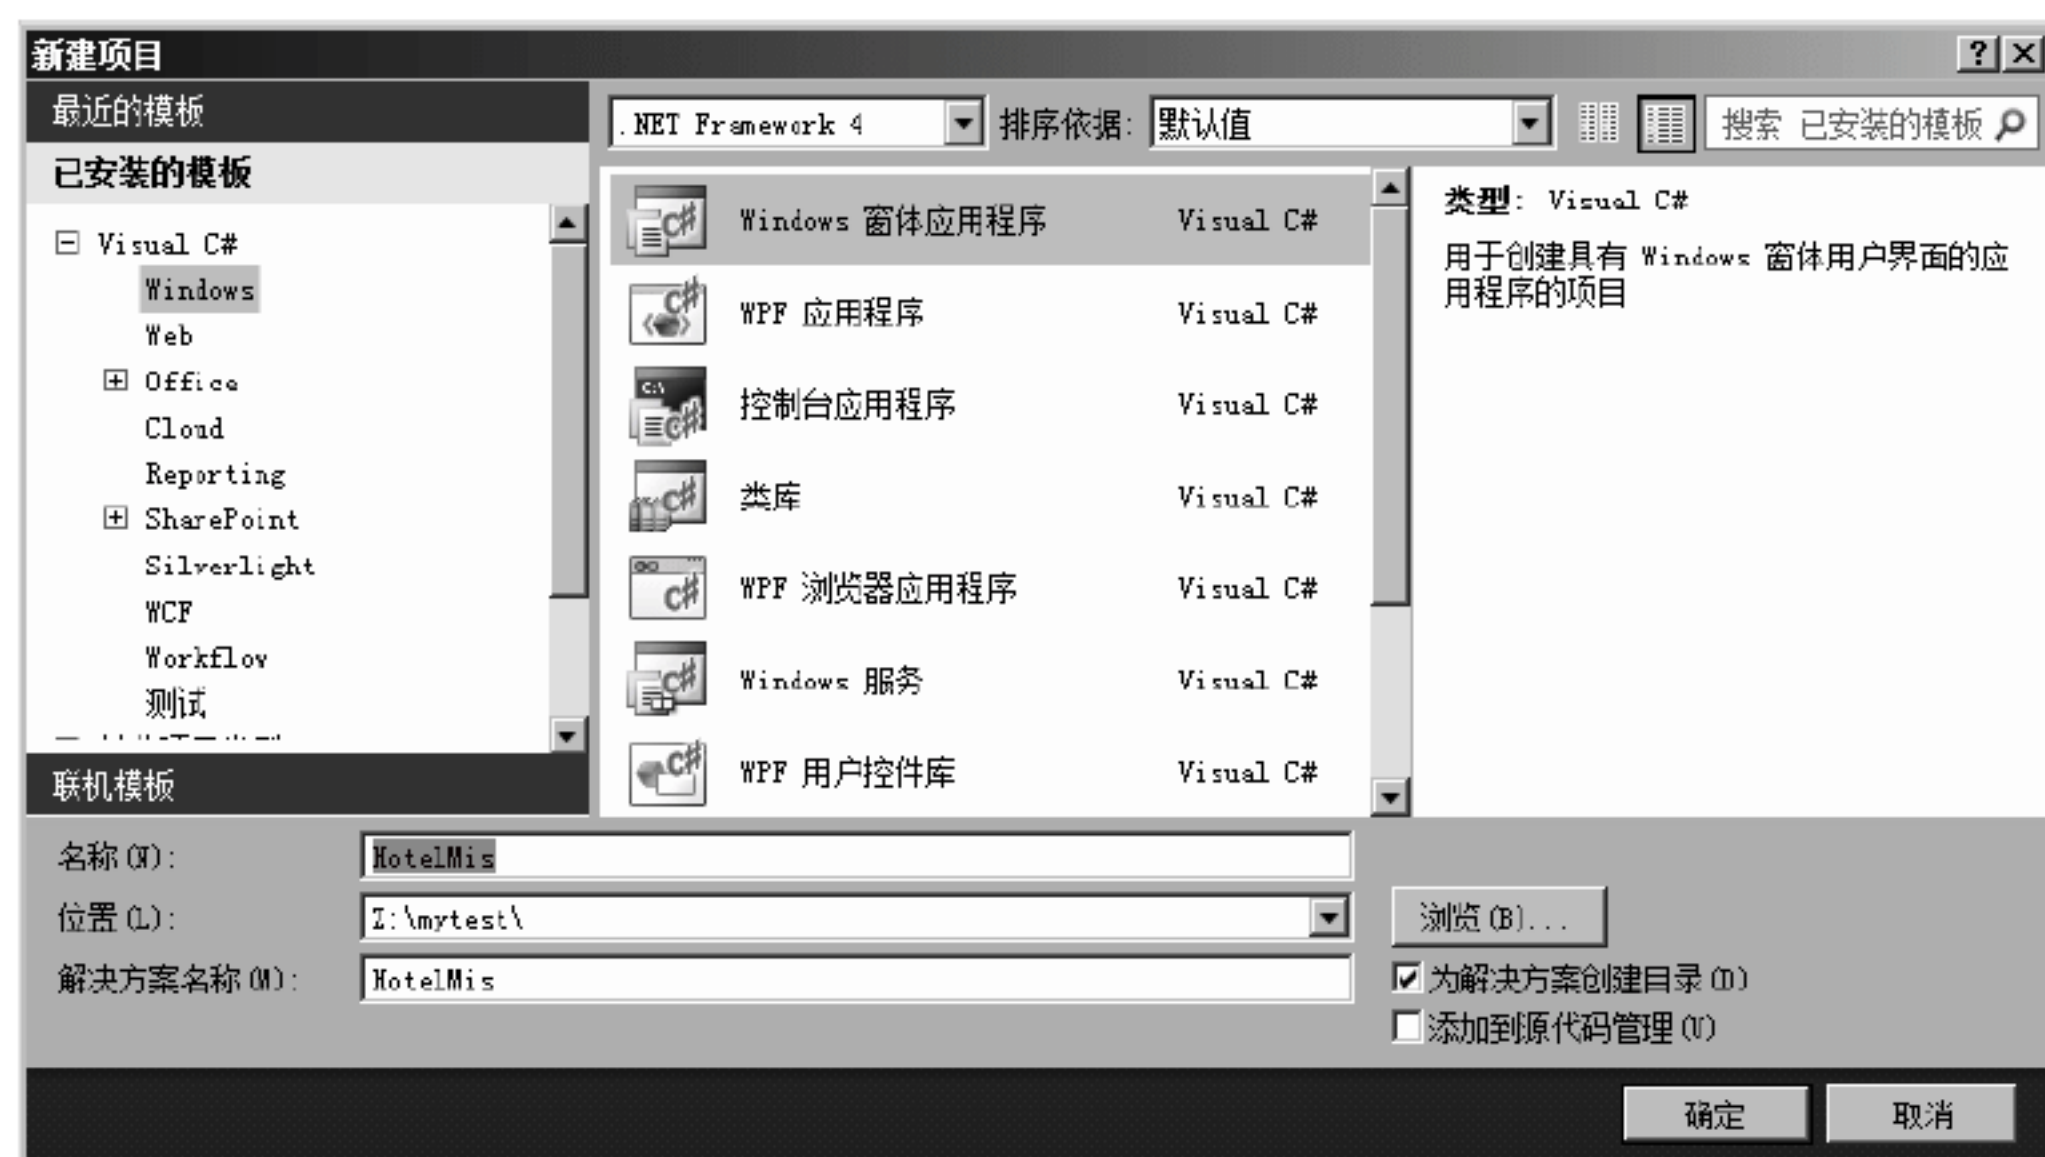 新建项目
最近的模板
已安装的模板
.NET Framework 4 排序依据: 默认值 搜索 已安装的模板
Visual C#
Windows
Web
Office
Cloud
Reporting
SharePoint
Silverlight
WCF
Workflow
测试
联机模板
Windows 窗体应用程序 Visual C#
WPF 应用程序 Visual C#
控制台应用程序 Visual C#
类库 Visual C#
WPF 浏览器应用程序 Visual C#
Windows 服务 Visual C#
WPF 用户控件库 Visual C#
类型: Visual C#
用于创建具有 Windows 窗体用户界面的应
用程序的项目
名称(N): HotelMis
位置(L): Z:\mytest\ 浏览(B)...
解决方案名称(M): HotelMis 为解决方案创建目录(D)
添加到源代码管理(U)
确定 取消